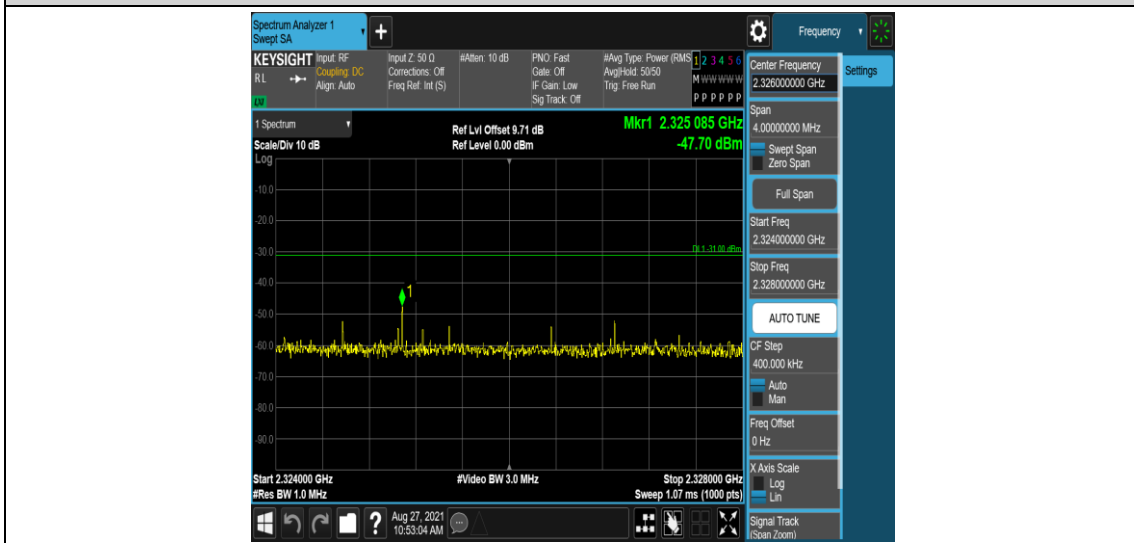 Spectrum Analyzer 1
Swept SA
+
Frequency
KEYSIGHT
RL
LXI
Input: RF
Coupling: DC
Align: Auto
Input Z: 50 Ω
Corrections: Off
Freq Ref: Int (S)
#Atten: 10 dB
PNO: Fast
Gate: Off
IF Gain: Low
Sig Track: Off
#Avg Type: Power (RMS
Avg|Hold: 50/50
Trig: Free Run
1 2 3 4 5 6
M W W W W W
P P P P P P
1 Spectrum
Scale/Div 10 dB
Ref Lvl Offset 9.71 dB
Ref Level 0.00 dBm
Mkr1 2.325 085 GHz
-47.70 dBm
Log
-10.0
-20.0
-30.0
DL1 -31.00 dBm
-40.0
1
-50.0
-60.0
-70.0
-80.0
-90.0
Start 2.324000 GHz
#Res BW 1.0 MHz
#Video BW 3.0 MHz
Stop 2.328000 GHz
Sweep 1.07 ms (1000 pts)
Center Frequency
2.326000000 GHz
Settings
Span
4.00000000 MHz
Swept Span
Zero Span
Full Span
Start Freq
2.324000000 GHz
Stop Freq
2.328000000 GHz
AUTO TUNE
CF Step
400.000 kHz
Auto
Man
Freq Offset
0 Hz
X Axis Scale
Log
Lin
Signal Track
(Span Zoom)
?
Aug 27, 2021
10:53:04 AM